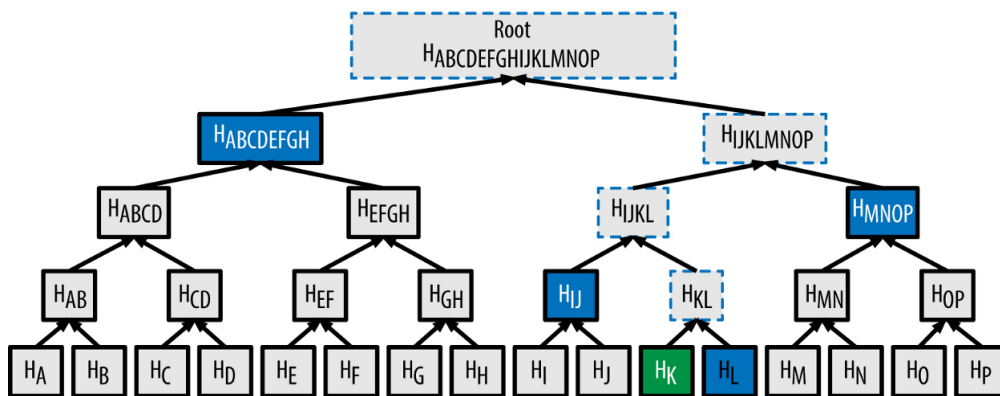 Root
HABCDEFGHIJKLMNOP
HABCDEFGH
HIJKLMNOP
HABCD
HEFGH
HIJKL
HMNOP
HAB
HCD
HEF
HGH
HIJ
HKL
HMN
HOP
HA
HB
HC
HD
HE
HF
HG
HH
HI
HJ
HK
HL
HM
HN
HO
HP